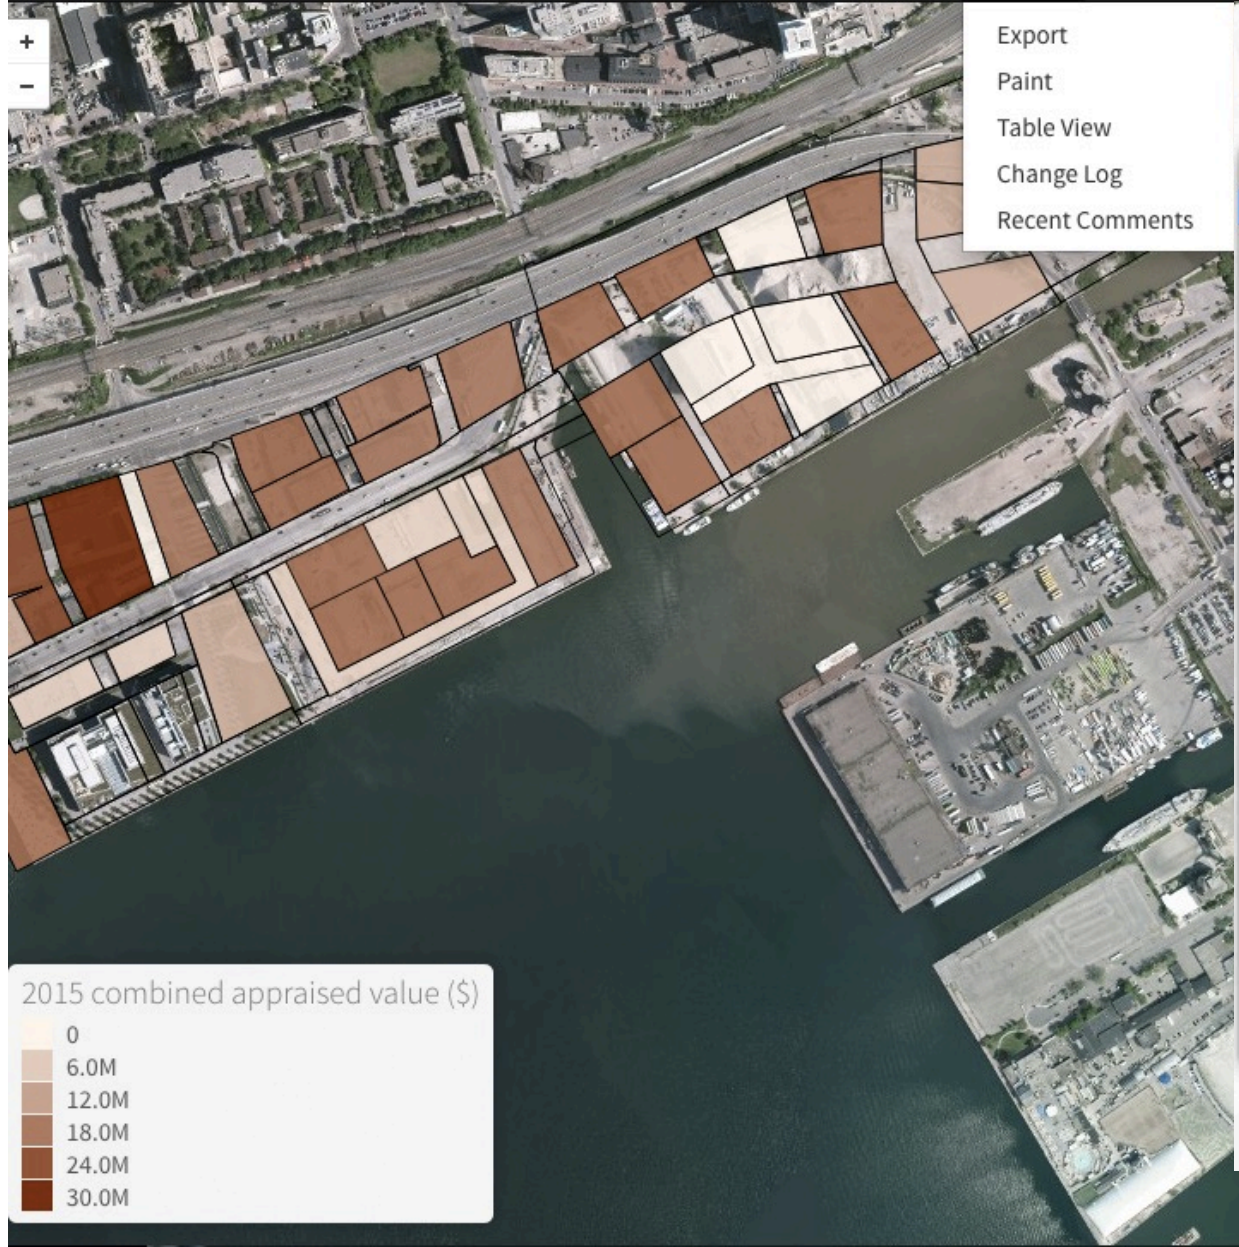 +
−
Export
Paint
Table View
Change Log
Recent Comments
2015 combined appraised value ($)
0
6.0M
12.0M
18.0M
24.0M
30.0M